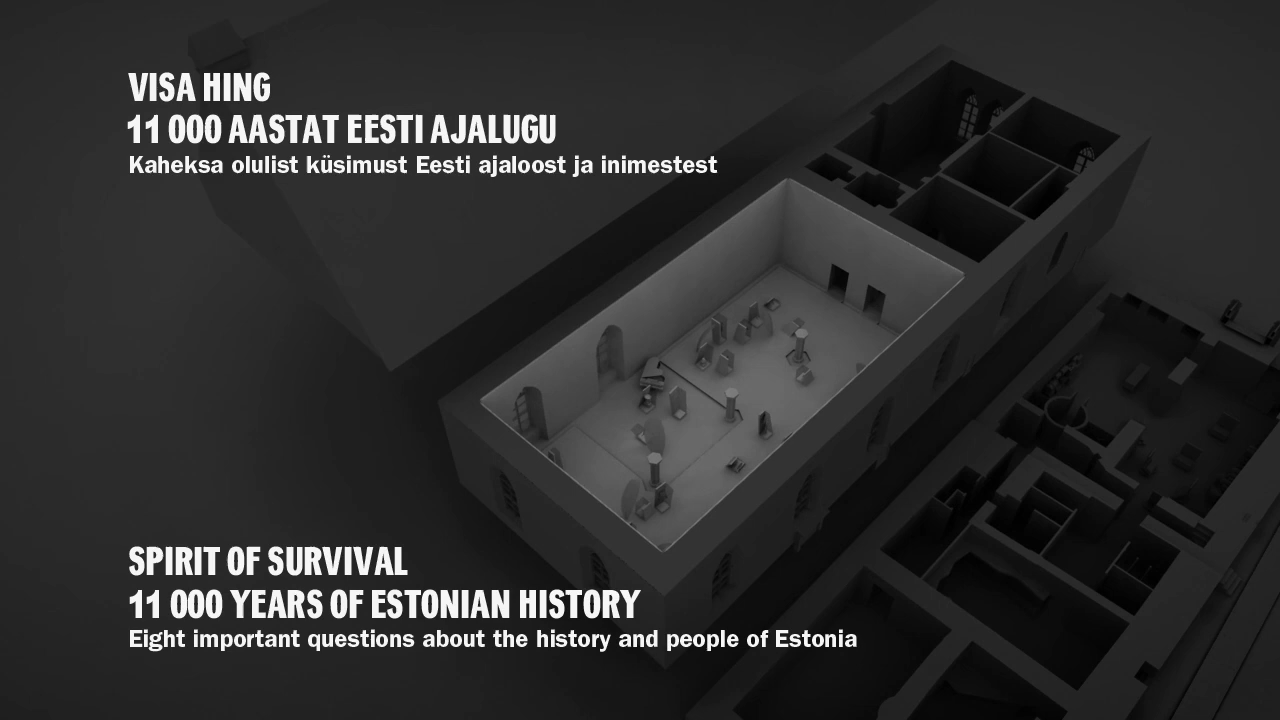 VISA HING
11 000 AASTAT EESTI AJALUGU
Kaheksa olulist küsimust Eesti ajaloost ja inimestest
SPIRIT OF SURVIVAL
11 000 YEARS OF ESTONIAN HISTORY
Eight important questions about the history and people of Estonia